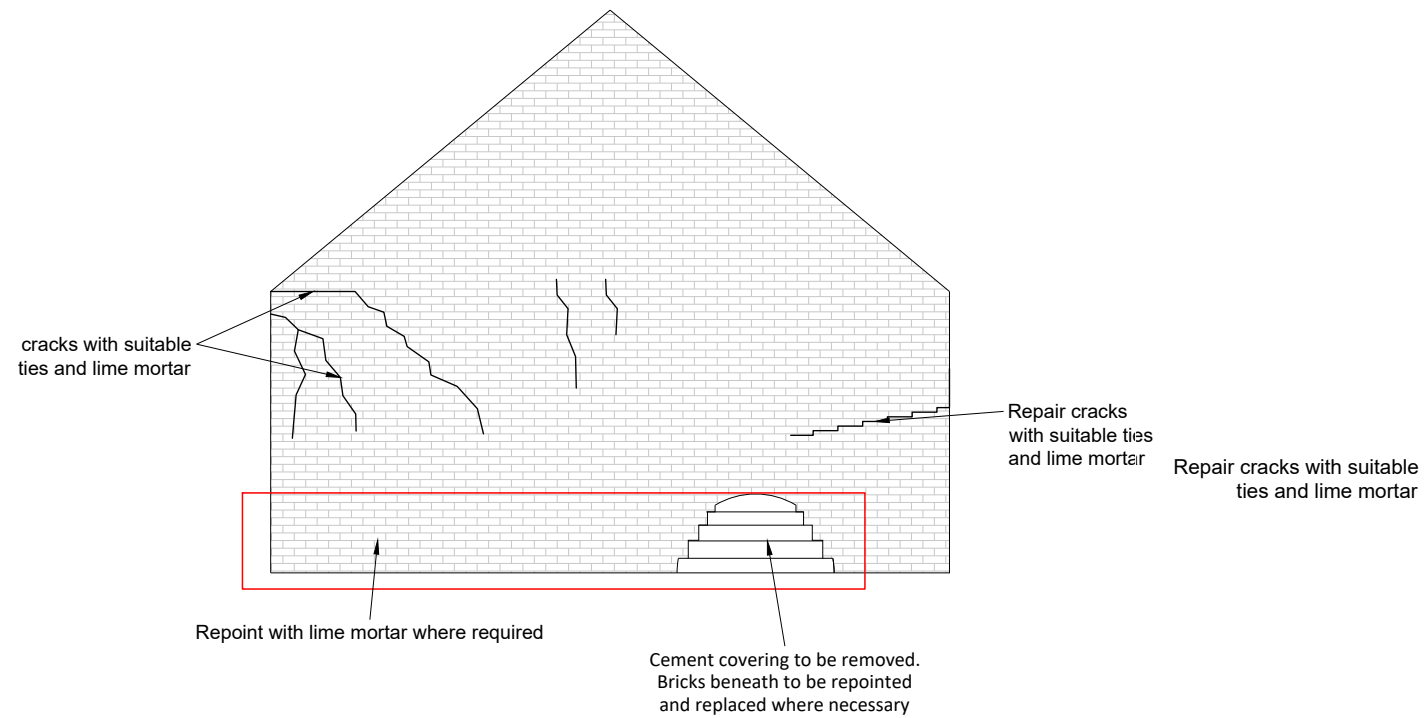 cracks with suitable
ties and lime mortar
Repair cracks
with suitable ties
and lime mortar
Repair cracks with suitable
ties and lime mortar
Repoint with lime mortar where required
Cement covering to be removed.
Bricks beneath to be repointed
and replaced where necessary